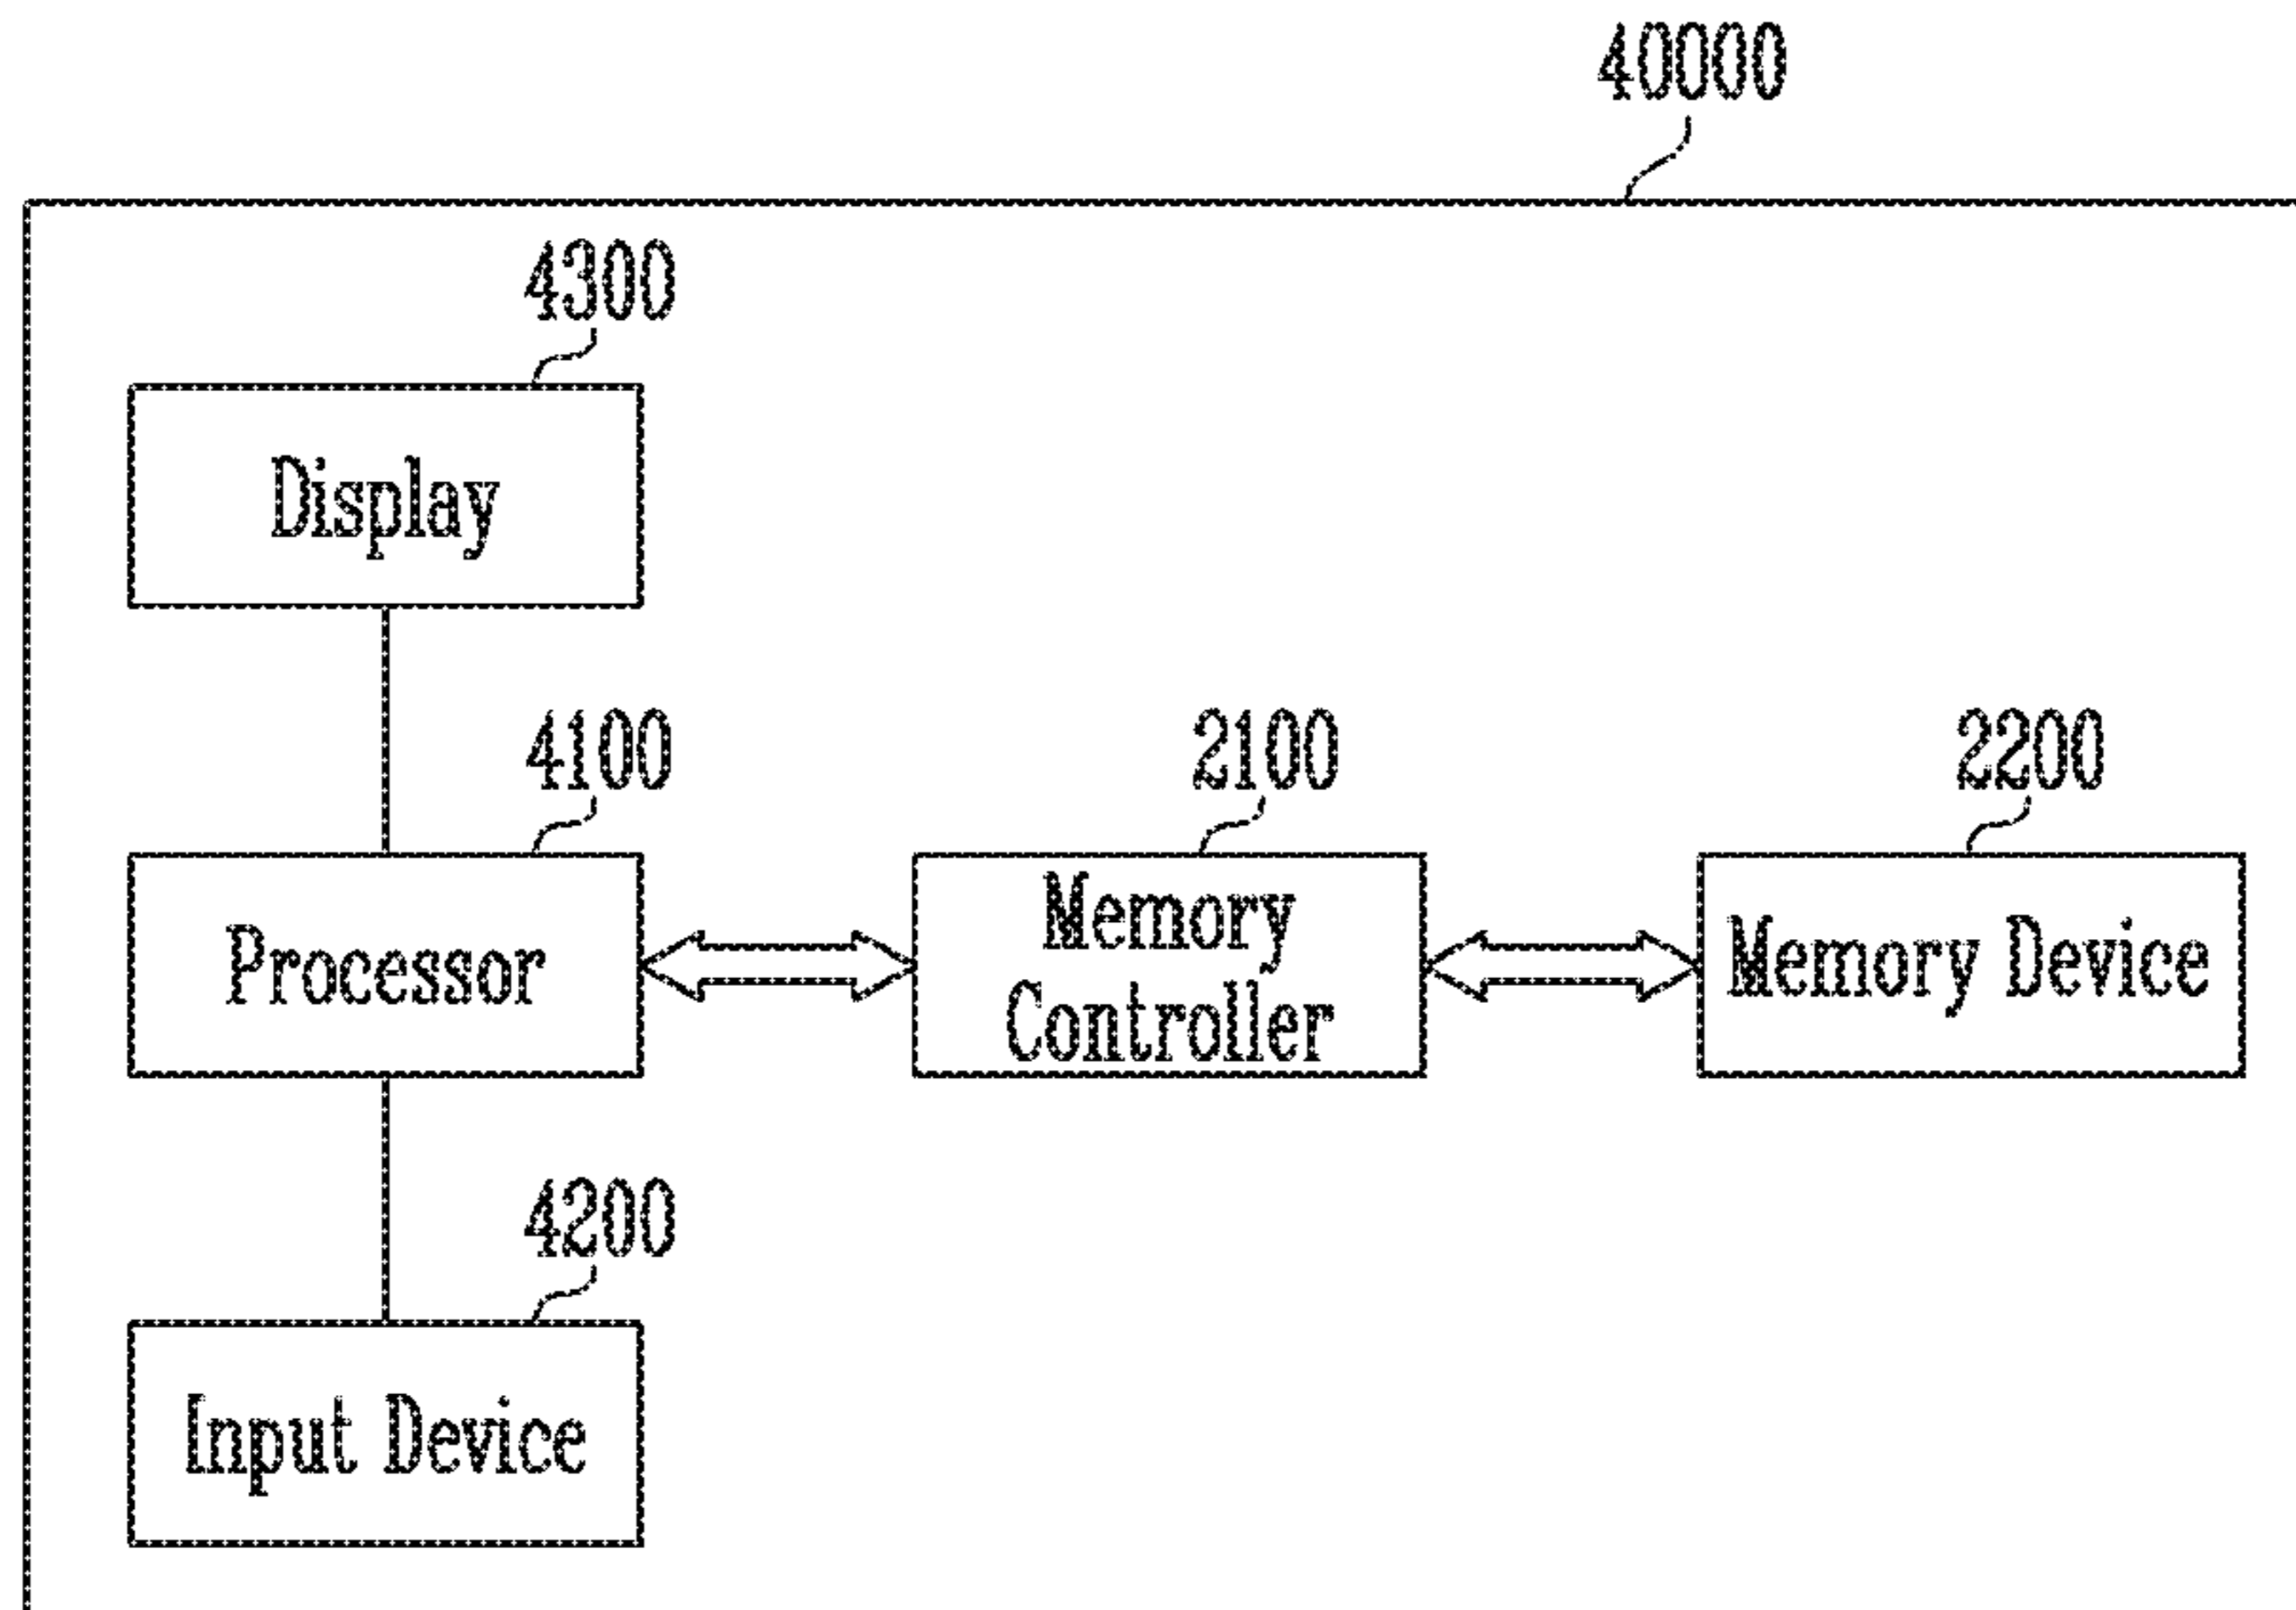 40000
4300
Display
4100
2100
2200
Processor
Memory
Controller
Memory Device
4200
Input Device